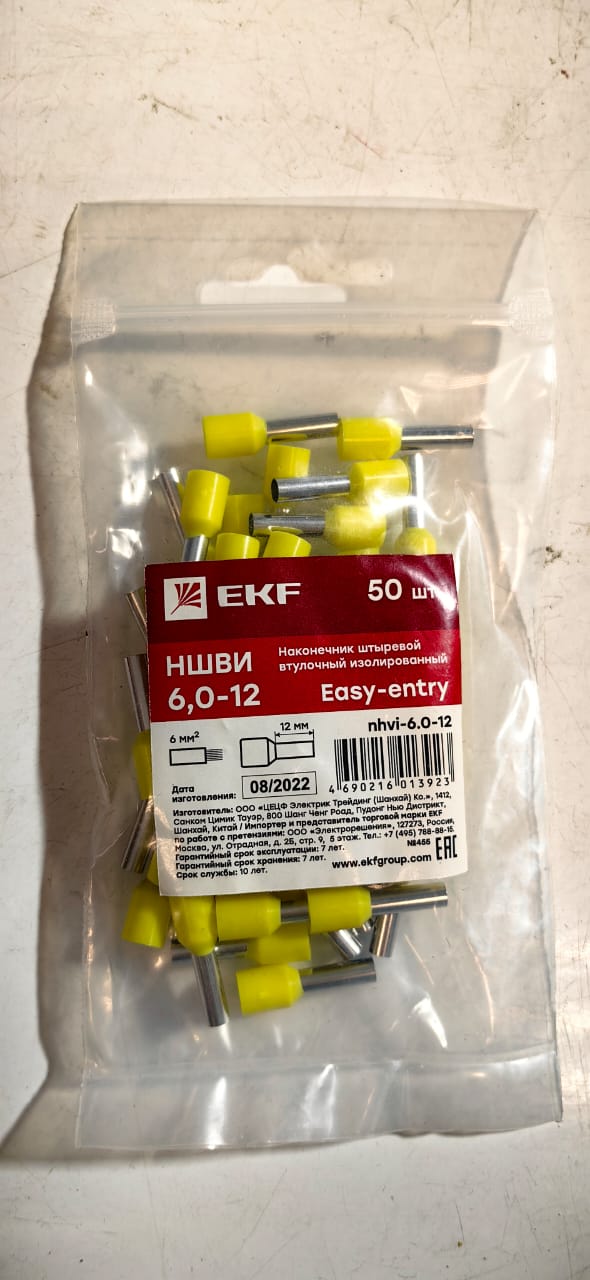 EKF
50 шт.
НШВИ
6,0-12
Наконечник штыревой
втулочный изолированный
Easy-entry
nhvi-6.0-12
6 мм²
12 мм
4 690216 013923
Дата
изготовления:
08/2022
Изготовитель: ООО «ЦЕЦФ Электрик Трейдинг (Шанхай) Ко.», 1412,
Санком Цимик Тауэр, 800 Шанг Ченг Роад, Пудонг Нью Дистрикт,
Шанхай, Китай / Импортер и представитель торговой марки EKF
по работе с претензиями: ООО «Электрорешения», 127273, Россия,
Москва, ул. Отрадная, д. 2Б, стр. 9, 5 этаж. Тел.: +7 (495) 788-88-15.
Гарантийный срок эксплуатации: 7 лет.
Гарантийный срок хранения: 7 лет.
Срок службы: 10 лет.
№456
www.ekfgroup.com
EAC